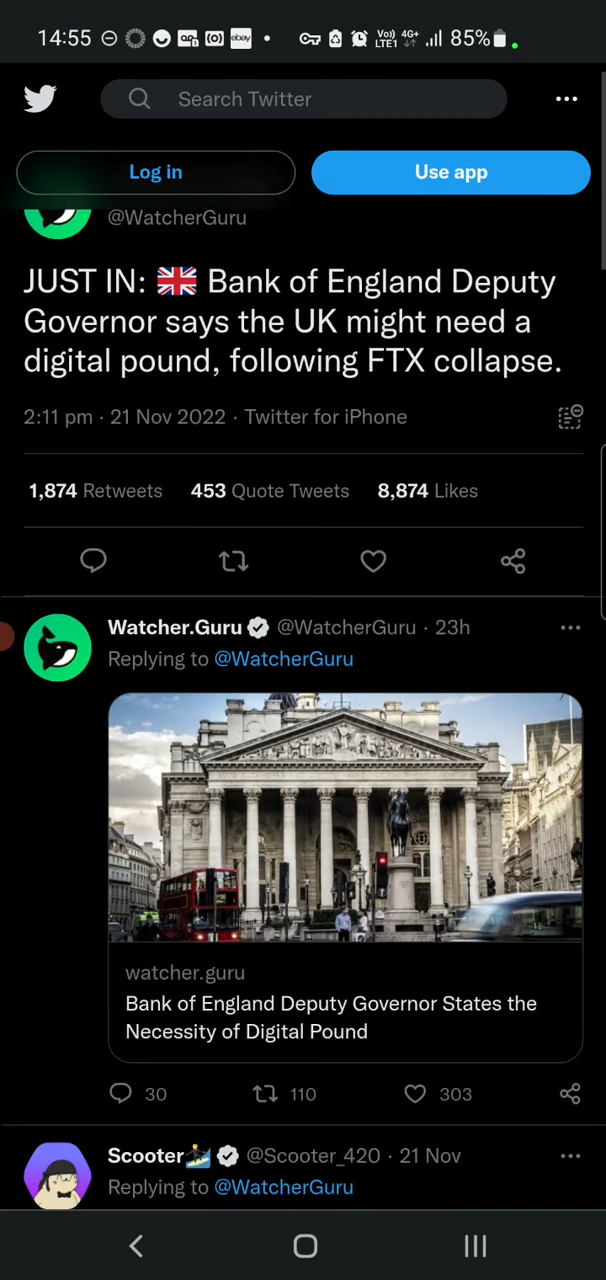 14:55 ebay Vo)) LTE1 4G+ 85%
Search Twitter
Log in Use app
@WatcherGuru
JUST IN: 🇬🇧 Bank of England Deputy
Governor says the UK might need a
digital pound, following FTX collapse.
2:11 pm · 21 Nov 2022 · Twitter for iPhone
1,874 Retweets 453 Quote Tweets 8,874 Likes
Watcher.Guru @WatcherGuru · 23h
Replying to @WatcherGuru
watcher.guru
Bank of England Deputy Governor States the
Necessity of Digital Pound
30 110 303
Scooter🏄 @Scooter_420 · 21 Nov
Replying to @WatcherGuru